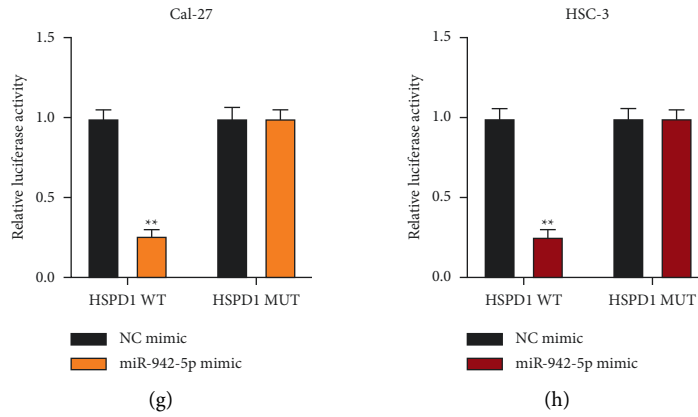 Cal-27
Relative luciferase activity
1.5
1.0
0.5
0.0
**
HSPD1 WT HSPD1 MUT
NC mimic
miR-942-5p mimic
(g)
HSC-3
Relative luciferase activity
1.5
1.0
0.5
0.0
**
HSPD1 WT HSPD1 MUT
NC mimic
miR-942-5p mimic
(h)